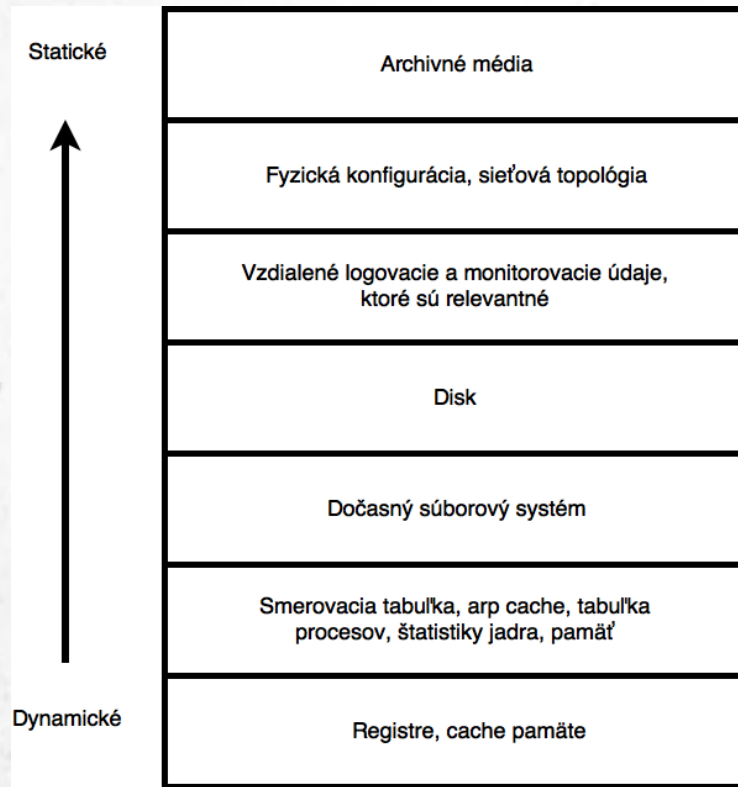 Statické
Archivné média
Fyzická konfigurácia, sieťová topológia
Vzdialené logovacie a monitorovacie údaje,
ktoré sú relevantné
Disk
Dočasný súborový systém
Smerovacia tabuľka, arp cache, tabuľka
procesov, štatistiky jadra, pamäť
Dynamické
Registre, cache pamäte